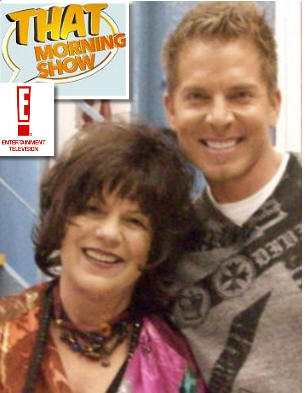 THAT
MORNING
SHOW
E!
ENTERTAINMENT
TELEVISION